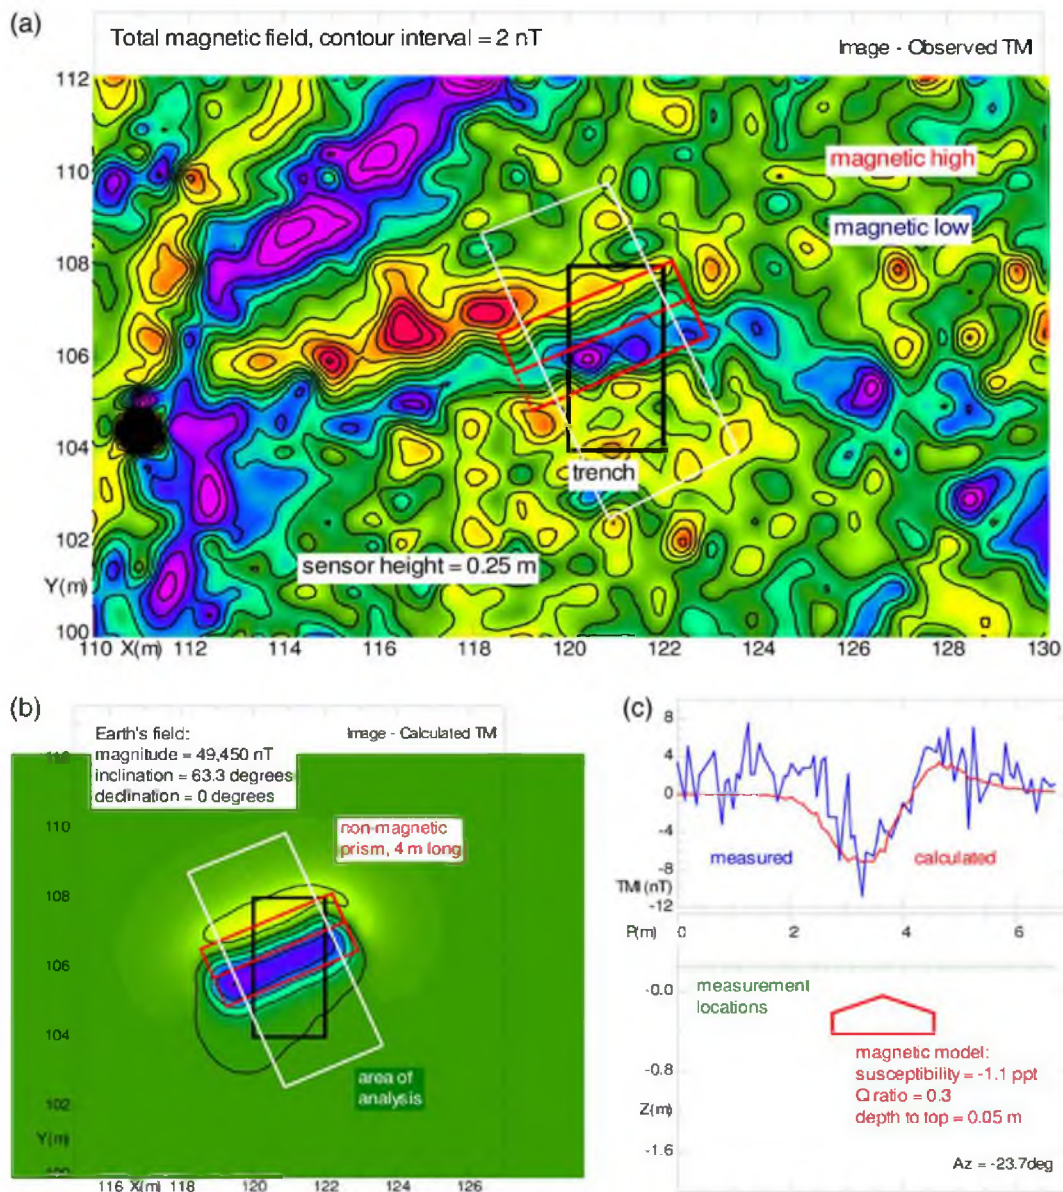 (a)
Total magnetic field, contour interval = 2 nT
Image - Observed TMI
112
110
108
106
104
102
Y(m)
100
magnetic high
magnetic low
trench
sensor height = 0.25 m
110 X(m) 112 114 116 118 120 122 124 126 128 130
(b)
Earth's field:
magnitude = 49,450 nT
inclination = 63.3 degrees
declination = 0 degrees
Image - Calculated TMI
110
108
106
104
102
Y(m)
non-magnetic
prism, 4 m long
area of
analysis
116 X(m) 118 120 122 124 126
(c)
8
4
0
-4
-8
TMI (nT)
-12
measured
calculated
P(m) 0 2 4 6
-0.0
-0.8
Z(m)
-1.6
measurement
locations
magnetic model:
susceptibility = -1.1 ppt
Q ratio = 0.3
depth to top = 0.05 m
Az = -23.7deg